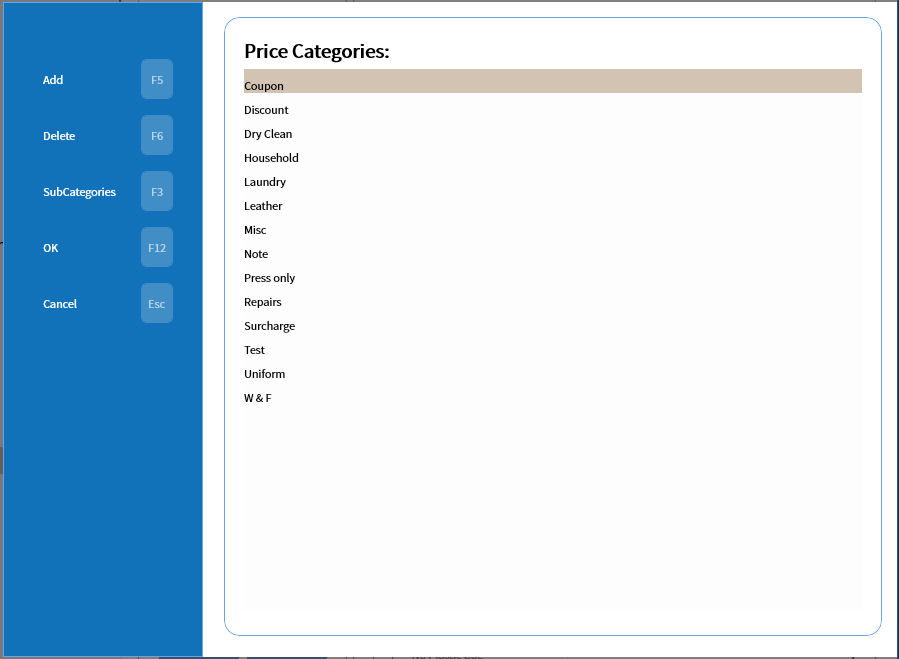 Add F5
Delete F6
SubCategories F3
OK F12
Cancel Esc
Price Categories:
Coupon
Discount
Dry Clean
Household
Laundry
Leather
Misc
Note
Press only
Repairs
Surcharge
Test
Uniform
W & F